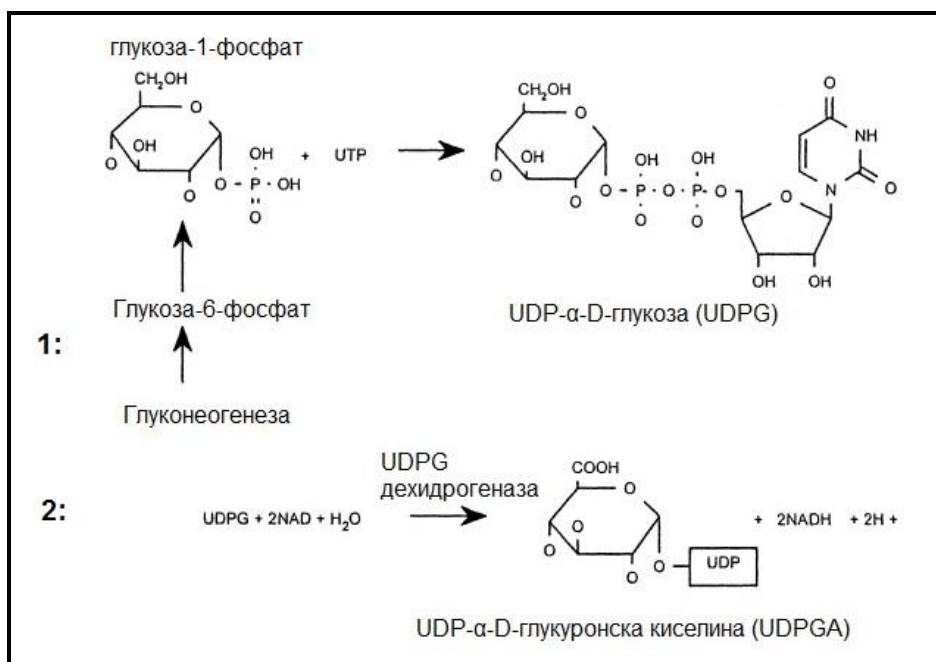 глукоза-1-фосфат
CH2OH
O
OH
O
O
O
P
OH
OH
O
+ UTP
CH2OH
O
OH
O
O
O
P
OH
O
O
P
OH
O
O
O
NH
O
N
O
OH
OH
Глукоза-6-фосфат
UDP-α-D-глукоза (UDPG)
1:
Глуконеогенеза
2:
UDPG
дехидрогеназа
UDPG + 2NAD + H2O
COOH
O
O
O
O
O
UDP
+ 2NADH + 2H +
UDP-α-D-глукуронска киселина (UDPGA)